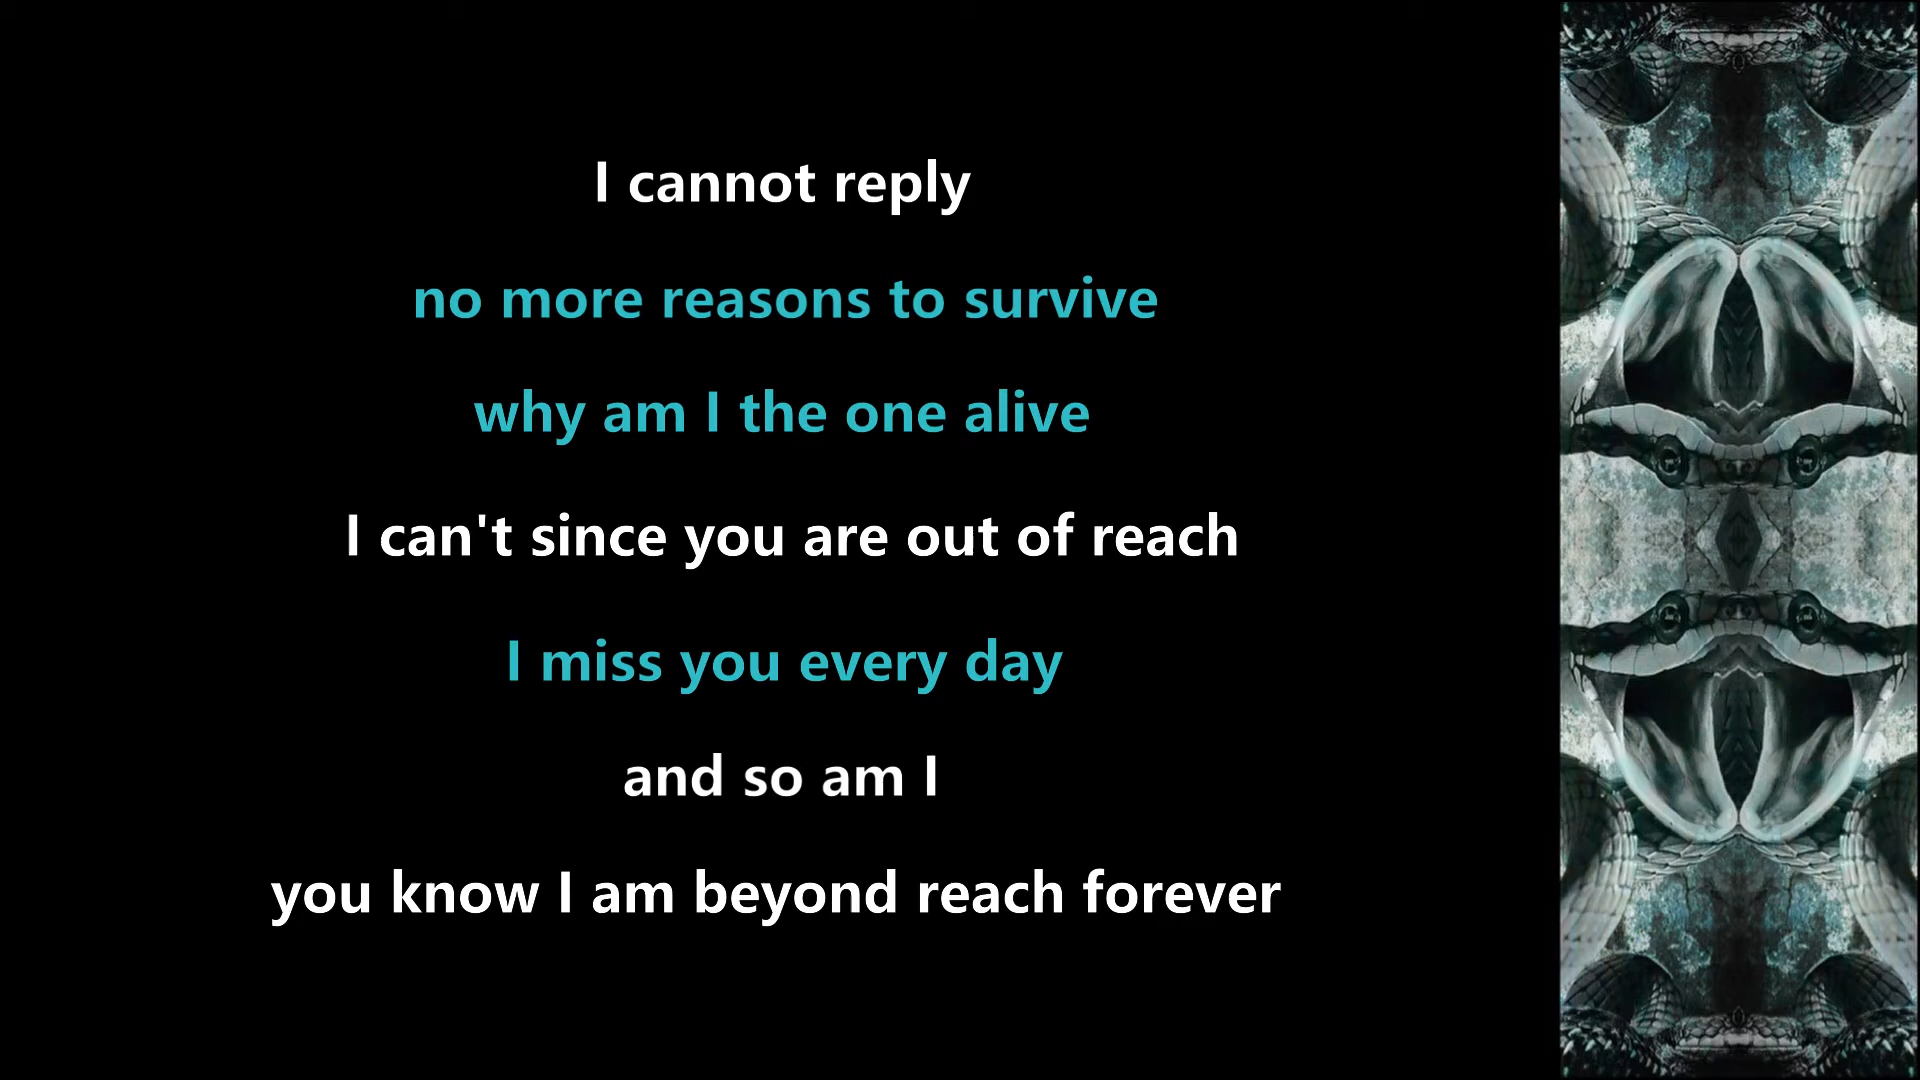 I cannot reply
no more reasons to survive
why am I the one alive
I can't since you are out of reach
I miss you every day
and so am I
you know I am beyond reach forever